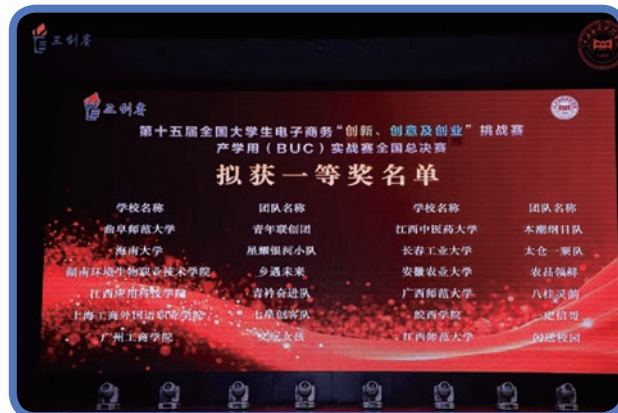 三创赛
三创赛
第十五届全国大学生电子商务“创新、创意及创业”挑战赛
产学用（BUC）实战赛全国总决赛
拟获一等奖名单
学校名称 团队名称 学校名称 团队名称
曲阜师范大学 青年联创团 江西中医药大学 本潮纲目队
海南大学 星耀银河小队 长春工业大学 太仓一粟队
湖南环境生物职业技术学院 乡遇未来 安徽农业大学 农县领鲜
江西应用科技学院 青衿奋进队 广西师范大学 八桂灵韵
上海工商外国语职业学院 七星创客队 皖西学院
广州工商学院 江西师范大学 闪送校园